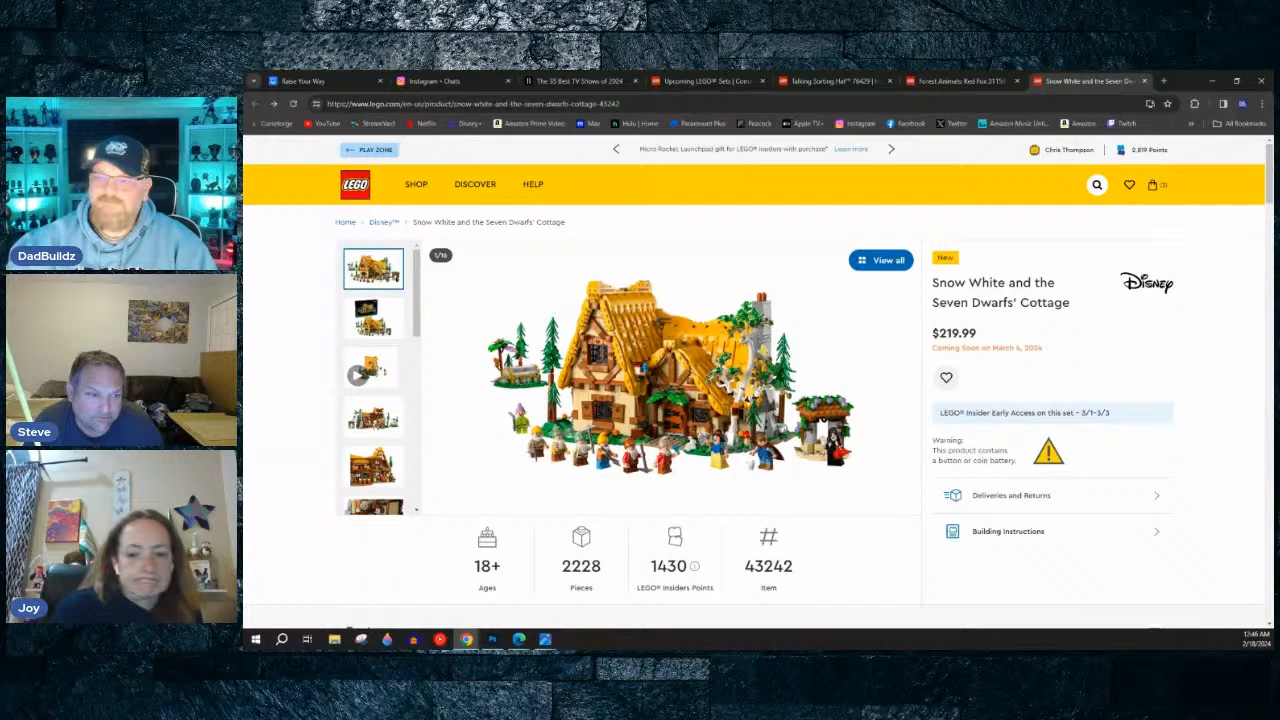 Raise Your Way
Instagram • Chats
The 35 Best TV Shows of 2024
Upcoming LEGO® Sets | Com
Talking Sorting Hat™ 76429 |
Forest Animals: Red Fox 31154
Snow White and the Seven Dw
https://www.lego.com/en-us/product/snow-white-and-the-seven-dwarfs-cottage-43242
Curseforge
YouTube
StreamYard
Netflix
Disney+
Amazon Prime Video
Max
Hulu | Home
Paramount Plus
Peacock
Apple TV+
Instagram
Facebook
Twitter
Amazon Music Unli...
Amazon
Twitch
All Bookmarks
PLAY ZONE
Micro Rocket Launchpad gift for LEGO® Insiders with purchase* Learn more
Chris Thompson
2,819 Points
LEGO
SHOP
DISCOVER
HELP
(3)
Home
Disney™
Snow White and the Seven Dwarfs' Cottage
1/16
View all
New
Snow White and the
Seven Dwarfs' Cottage
Disney
$219.99
Coming Soon on March 4, 2024
LEGO® Insider Early Access on this set - 3/1-3/3
Warning:
This product contains
a button or coin battery.
Deliveries and Returns
Building Instructions
18+
Ages
2228
Pieces
1430
LEGO® Insiders Points
43242
Item
DadBuildz
Steve
Joy
12:46 AM
2/18/2024